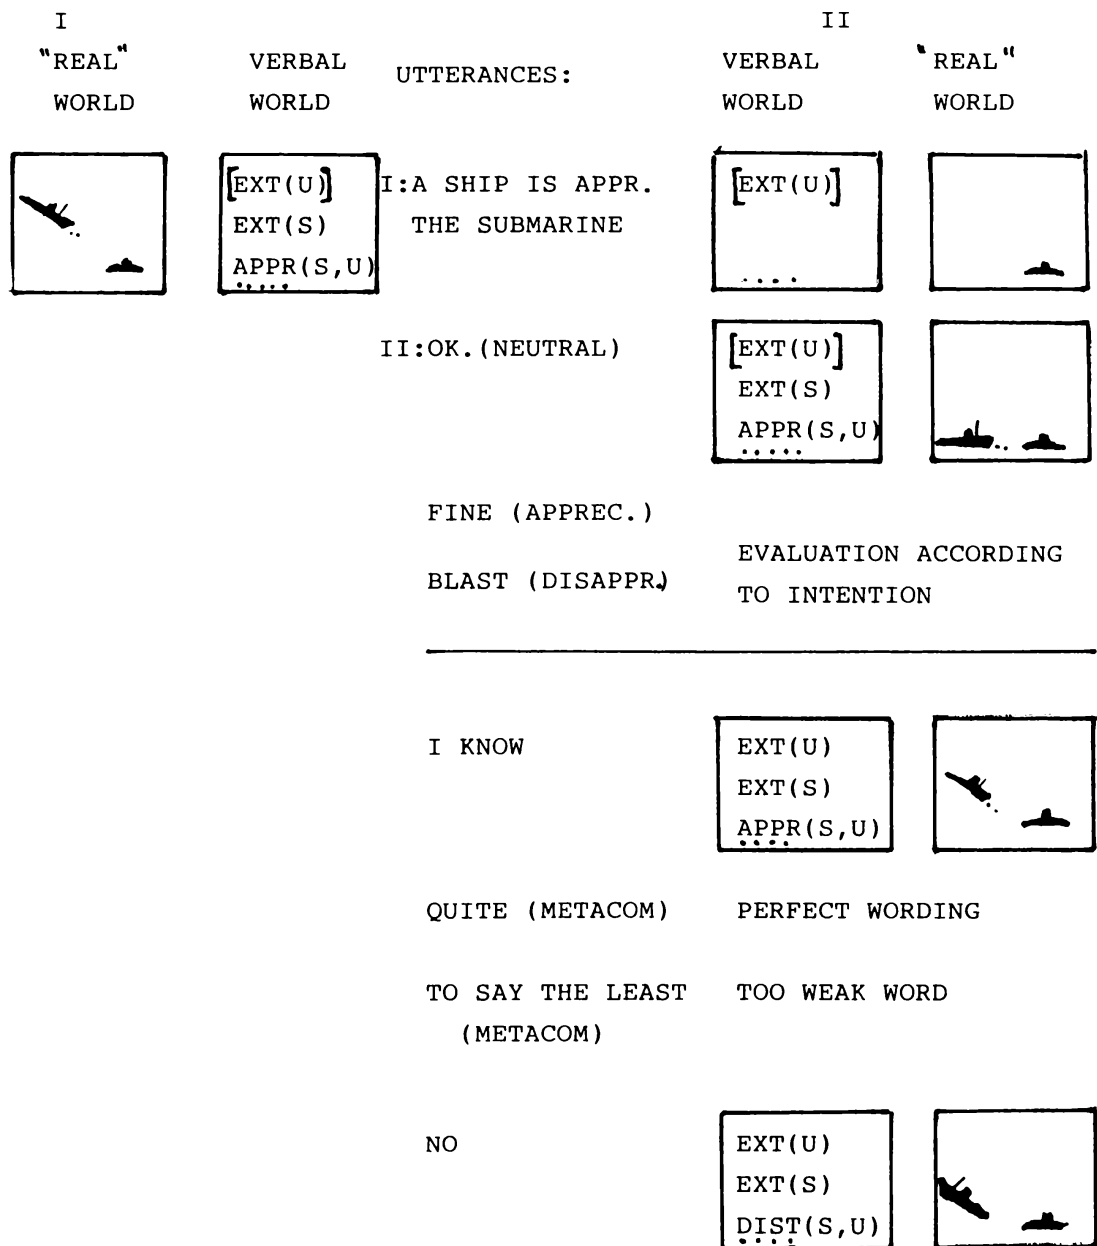 I II
"REAL" VERBAL UTTERANCES: VERBAL "REAL"
WORLD WORLD WORLD WORLD
[EXT(U)] I:A SHIP IS APPR. [EXT(U)]
EXT(S) THE SUBMARINE
APPR(S,U)
..... ....
II:OK.(NEUTRAL) [EXT(U)]
EXT(S)
APPR(S,U)
.....
FINE (APPREC.)
EVALUATION ACCORDING
BLAST (DISAPPR.)
TO INTENTION
I KNOW EXT(U)
EXT(S)
APPR(S,U)
....
QUITE (METACOM) PERFECT WORDING
TO SAY THE LEAST TOO WEAK WORD
(METACOM)
NO EXT(U)
EXT(S)
DIST(S,U)
....